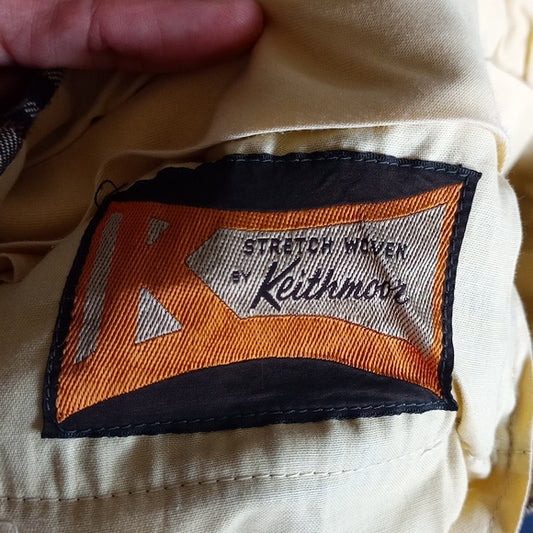 K
STRETCH WOVEN
BY Keithmoor